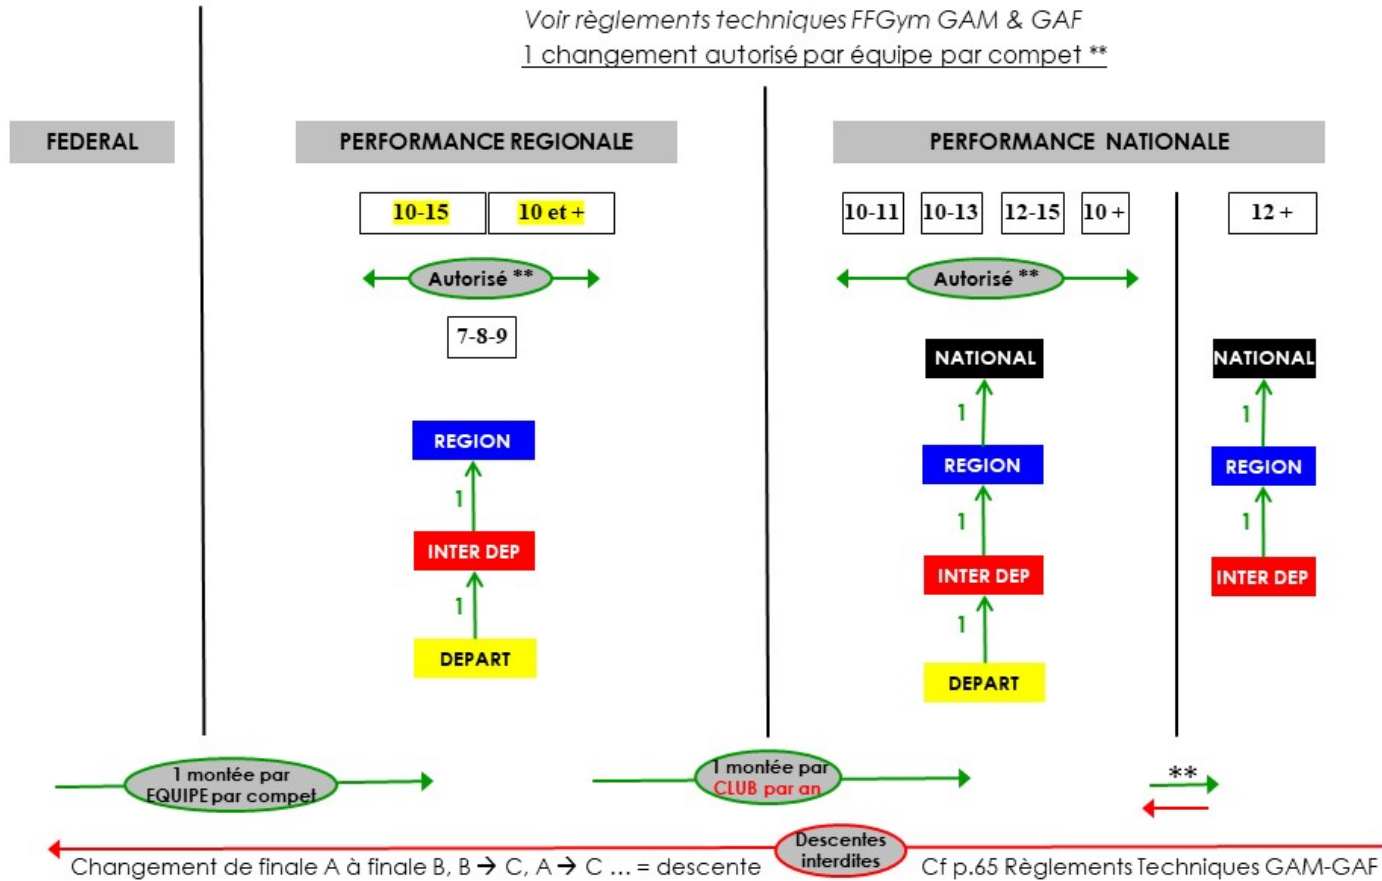 Voir règlements techniques FFGym GAM & GAF
1 changement autorisé par équipe par compet **
FEDERAL
PERFORMANCE REGIONALE
PERFORMANCE NATIONALE
10-15
10 et +
10-11
10-13
12-15
10 +
12 +
Autorisé **
Autorisé **
7-8-9
NATIONAL
NATIONAL
1
1
REGION
REGION
REGION
1
1
1
INTER DEP
INTER DEP
INTER DEP
1
1
DEPART
DEPART
1 montée par
EQUIPE par compet
1 montée par
CLUB par an
**
Descentes
interdites
Changement de finale A à finale B, B → C, A → C ... = descente
Cf p.65 Règlements Techniques GAM-GAF